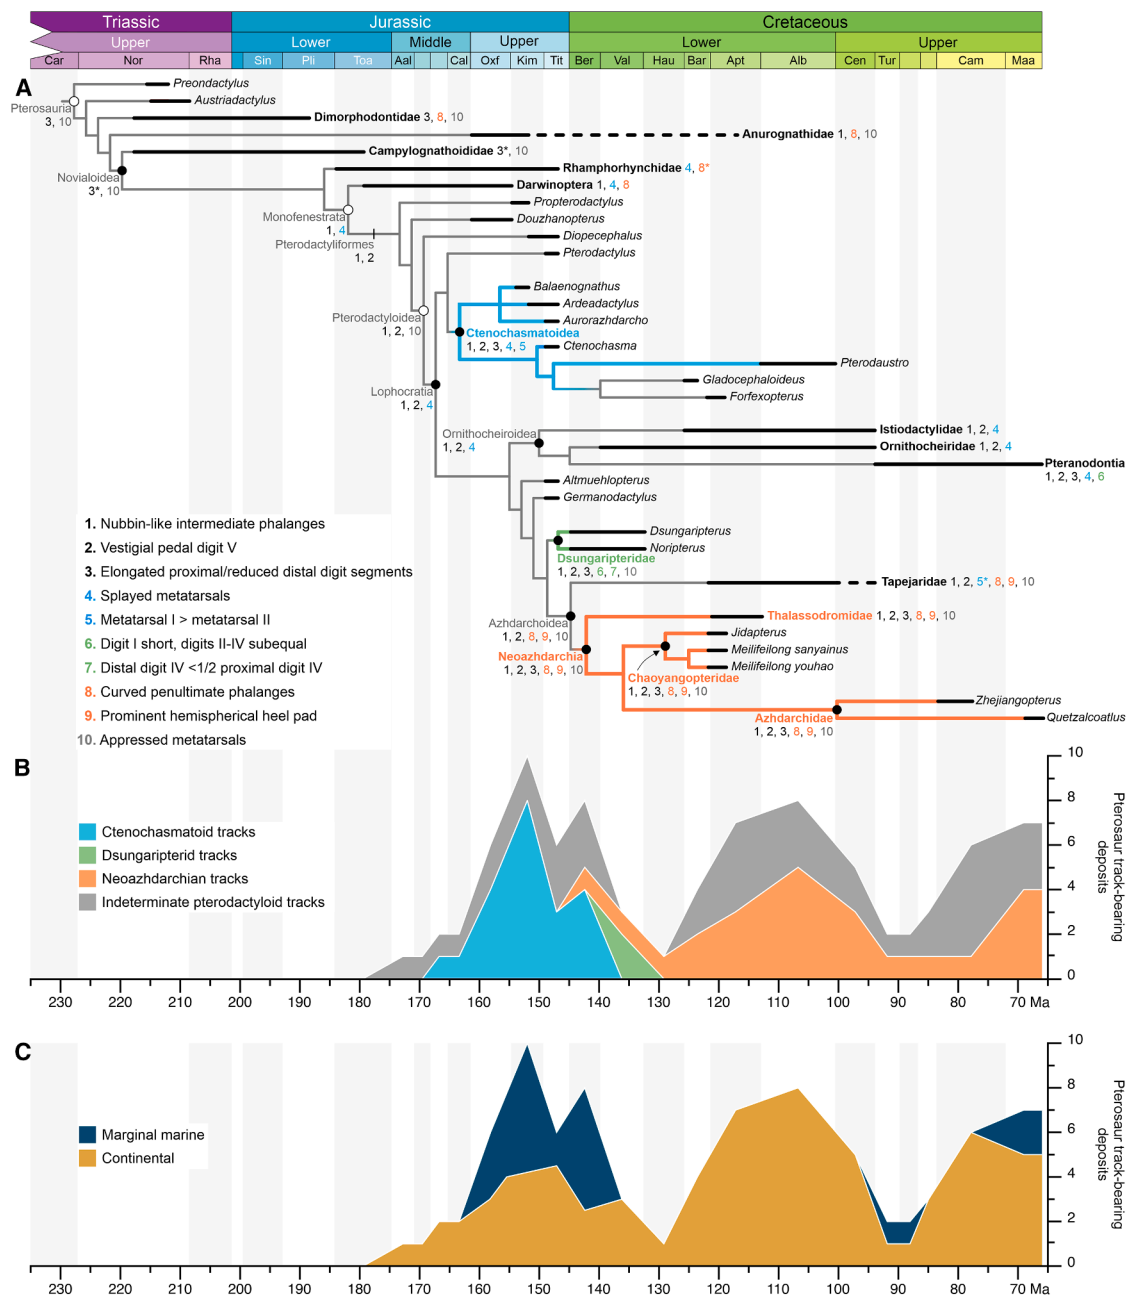 Triassic Jurassic Cretaceous
Upper Lower Middle Upper Lower Upper
Car Nor Rha Sin Pli Toa Aal Cal Oxf Kim Tit Ber Val Hau Bar Apt Alb Cen Tur Cam Maa
A
Preondactylus
Austriadactylus
Pterosauria
3, 10
Dimorphodontidae 3, 8, 10
Anurognathidae 1, 8, 10
Campylognathoididae 3*, 10
Novialoidea
3*, 10
Rhamphorhynchidae 4, 8*
Darwinoptera 1, 4, 8
Propterodactylus
Monofenestrata
1, 4
Douzhanopterus
Pterodactyliformes
1, 2
Diopecephalus
Pterodactylus
Balaenognathus
Ardeadactylus
Pterodactyloidea
1, 2, 10
Aurorazhdarcho
Ctenochasmatoidea
1, 2, 3, 4, 5
Ctenochasma
Pterodaustro
Gladocephaloideus
Lophocratia
1, 2, 4
Forfexopterus
Istiodactylidae 1, 2, 4
Ornithocheiroidea
1, 2, 4
Ornithocheiridae 1, 2, 4
Pteranodontia
1, 2, 3, 4, 6
Altmuehlopterus
Germanodactylus
Dsungaripterus
Noripterus
Dsungaripteridae
1, 2, 3, 6, 7, 10
Tapejaridae 1, 2, 5*, 8, 9, 10
Thalassodromidae 1, 2, 3, 8, 9, 10
Azhdarchoidea
1, 2, 8, 9, 10
Jidapterus
Meilifeilong sanyainus
Neoazhdarchia
1, 2, 3, 8, 9, 10
Meilifeilong youhao
Chaoyangopteridae
1, 2, 3, 8, 9, 10
Zhejiangopterus
Azhdarchidae
1, 2, 3, 8, 9, 10
Quetzalcoatlus
1. Nubbin-like intermediate phalanges
2. Vestigial pedal digit V
3. Elongated proximal/reduced distal digit segments
4. Splayed metatarsals
5. Metatarsal I > metatarsal II
6. Digit I short, digits II-IV subequal
7. Distal digit IV <1/2 proximal digit IV
8. Curved penultimate phalanges
9. Prominent hemispherical heel pad
10. Appressed metatarsals
B
Ctenochasmatoid tracks
Dsungaripterid tracks
Neoazhdarchian tracks
Indeterminate pterodactyloid tracks
10
8
6
4
2
0
Pterosaur track-bearing
deposits
230 220 210 200 190 180 170 160 150 140 130 120 110 100 90 80 70 Ma
C
Marginal marine
Continental
10
8
6
4
2
0
Pterosaur track-bearing
deposits
230 220 210 200 190 180 170 160 150 140 130 120 110 100 90 80 70 Ma